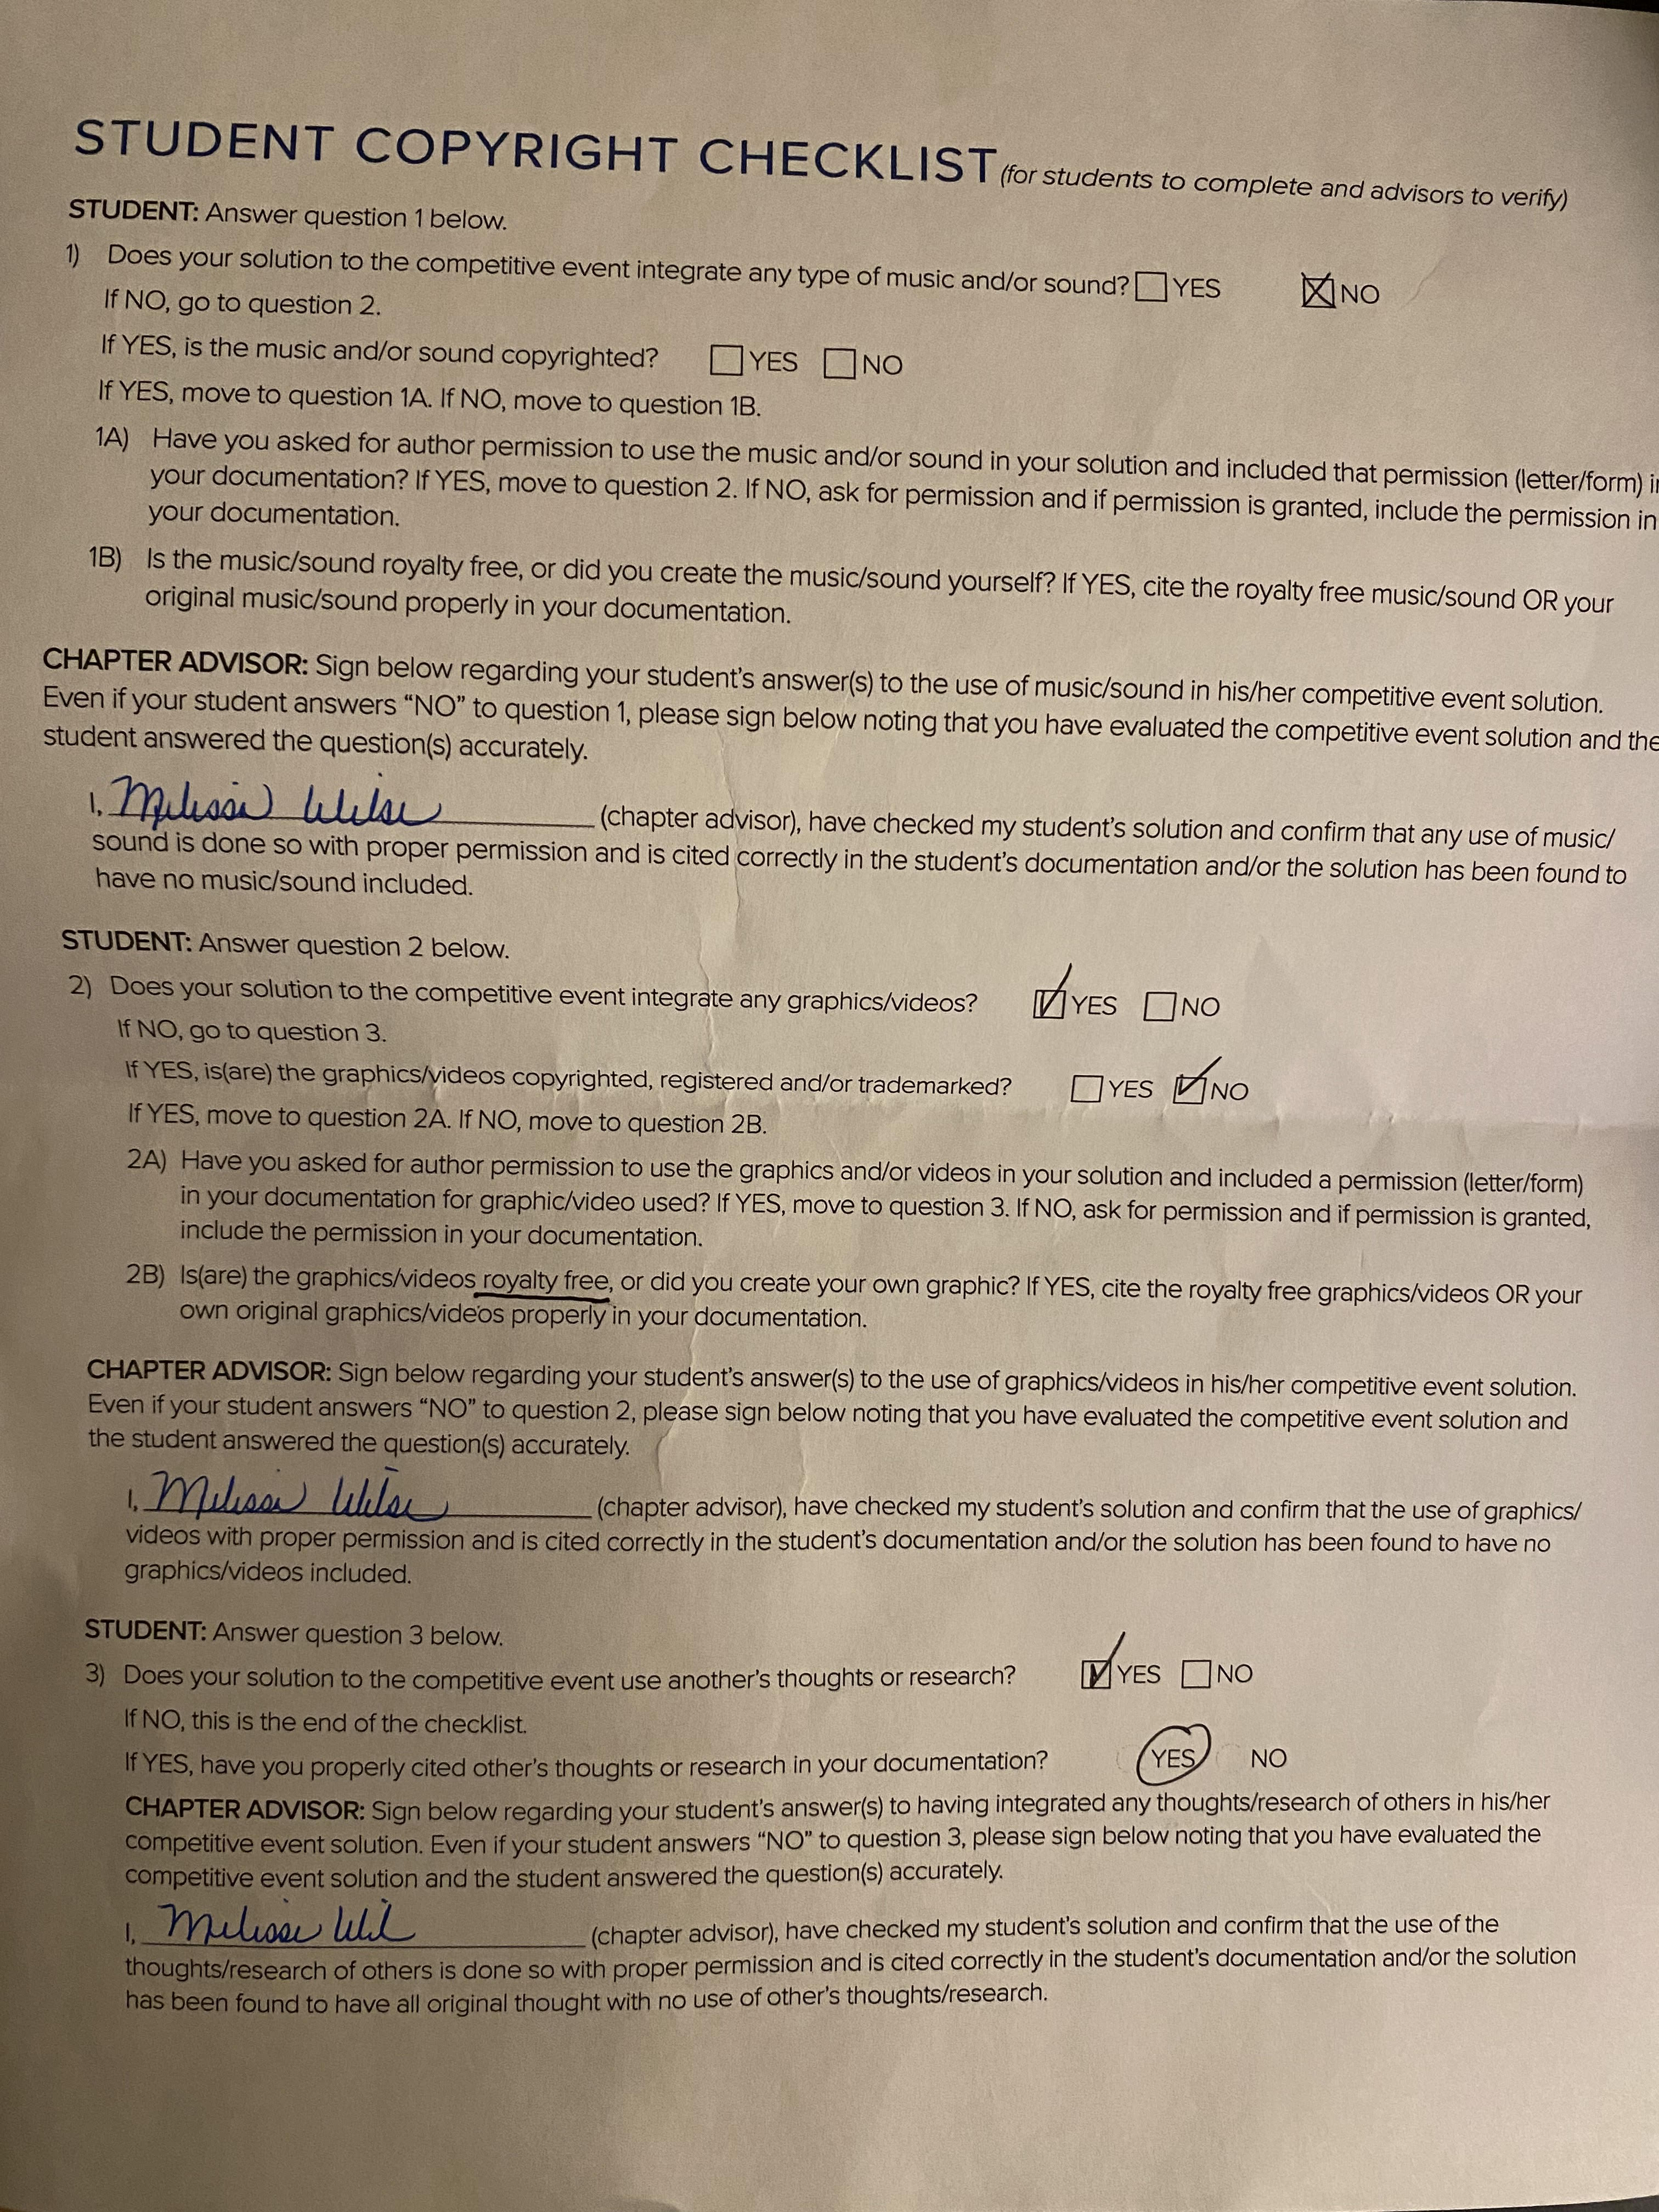 STUDENT COPYRIGHT CHECKLIST (for students to complete and advisors to verify)
STUDENT: Answer question 1 below.
1) Does your solution to the competitive event integrate any type of music and/or sound? YES NO
If NO, go to question 2.
If YES, is the music and/or sound copyrighted? YES NO
If YES, move to question 1A. If NO, move to question 1B.
1A) Have you asked for author permission to use the music and/or sound in your solution and included that permission (letter/form) in
your documentation? If YES, move to question 2. If NO, ask for permission and if permission is granted, include the permission in
your documentation.
1B) Is the music/sound royalty free, or did you create the music/sound yourself? If YES, cite the royalty free music/sound OR your
original music/sound properly in your documentation.
CHAPTER ADVISOR: Sign below regarding your student's answer(s) to the use of music/sound in his/her competitive event solution.
Even if your student answers "NO" to question 1, please sign below noting that you have evaluated the competitive event solution and the
student answered the question(s) accurately.
I, Melissa (chapter advisor), have checked my student's solution and confirm that any use of music/
sound is done so with proper permission and is cited correctly in the student's documentation and/or the solution has been found to
have no music/sound included.
STUDENT: Answer question 2 below.
2) Does your solution to the competitive event integrate any graphics/videos? YES NO
If NO, go to question 3.
If YES, is(are) the graphics/videos copyrighted, registered and/or trademarked? YES NO
If YES, move to question 2A. If NO, move to question 2B.
2A) Have you asked for author permission to use the graphics and/or videos in your solution and included a permission (letter/form)
in your documentation for graphic/video used? If YES, move to question 3. If NO, ask for permission and if permission is granted,
include the permission in your documentation.
2B) Is(are) the graphics/videos royalty free, or did you create your own graphic? If YES, cite the royalty free graphics/videos OR your
own original graphics/videos properly in your documentation.
CHAPTER ADVISOR: Sign below regarding your student's answer(s) to the use of graphics/videos in his/her competitive event solution.
Even if your student answers "NO" to question 2, please sign below noting that you have evaluated the competitive event solution and
the student answered the question(s) accurately.
I, Melissa (chapter advisor), have checked my student's solution and confirm that the use of graphics/
videos with proper permission and is cited correctly in the student's documentation and/or the solution has been found to have no
graphics/videos included.
STUDENT: Answer question 3 below.
3) Does your solution to the competitive event use another's thoughts or research? YES NO
If NO, this is the end of the checklist.
If YES, have you properly cited other's thoughts or research in your documentation? YES NO
CHAPTER ADVISOR: Sign below regarding your student's answer(s) to having integrated any thoughts/research of others in his/her
competitive event solution. Even if your student answers "NO" to question 3, please sign below noting that you have evaluated the
competitive event solution and the student answered the question(s) accurately.
I, Melissa (chapter advisor), have checked my student's solution and confirm that the use of the
thoughts/research of others is done so with proper permission and is cited correctly in the student's documentation and/or the solution
has been found to have all original thought with no use of other's thoughts/research.